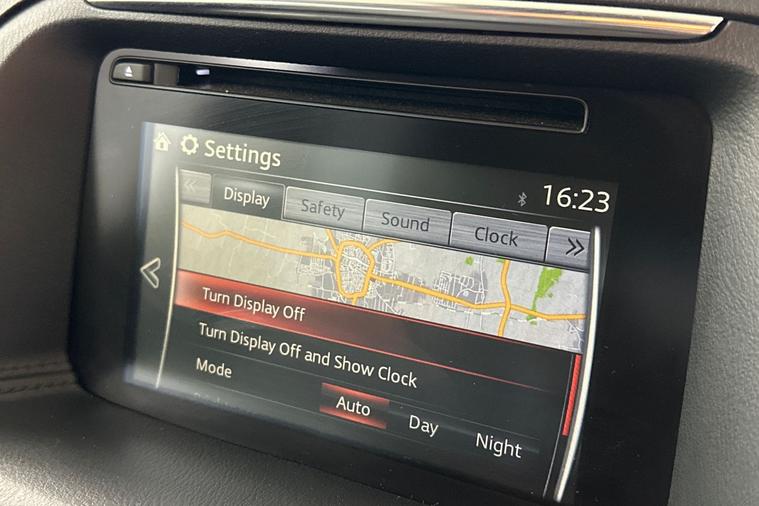 Settings
16:23
Display Safety Sound Clock
Turn Display Off
Turn Display Off and Show Clock
Mode Auto Day Night